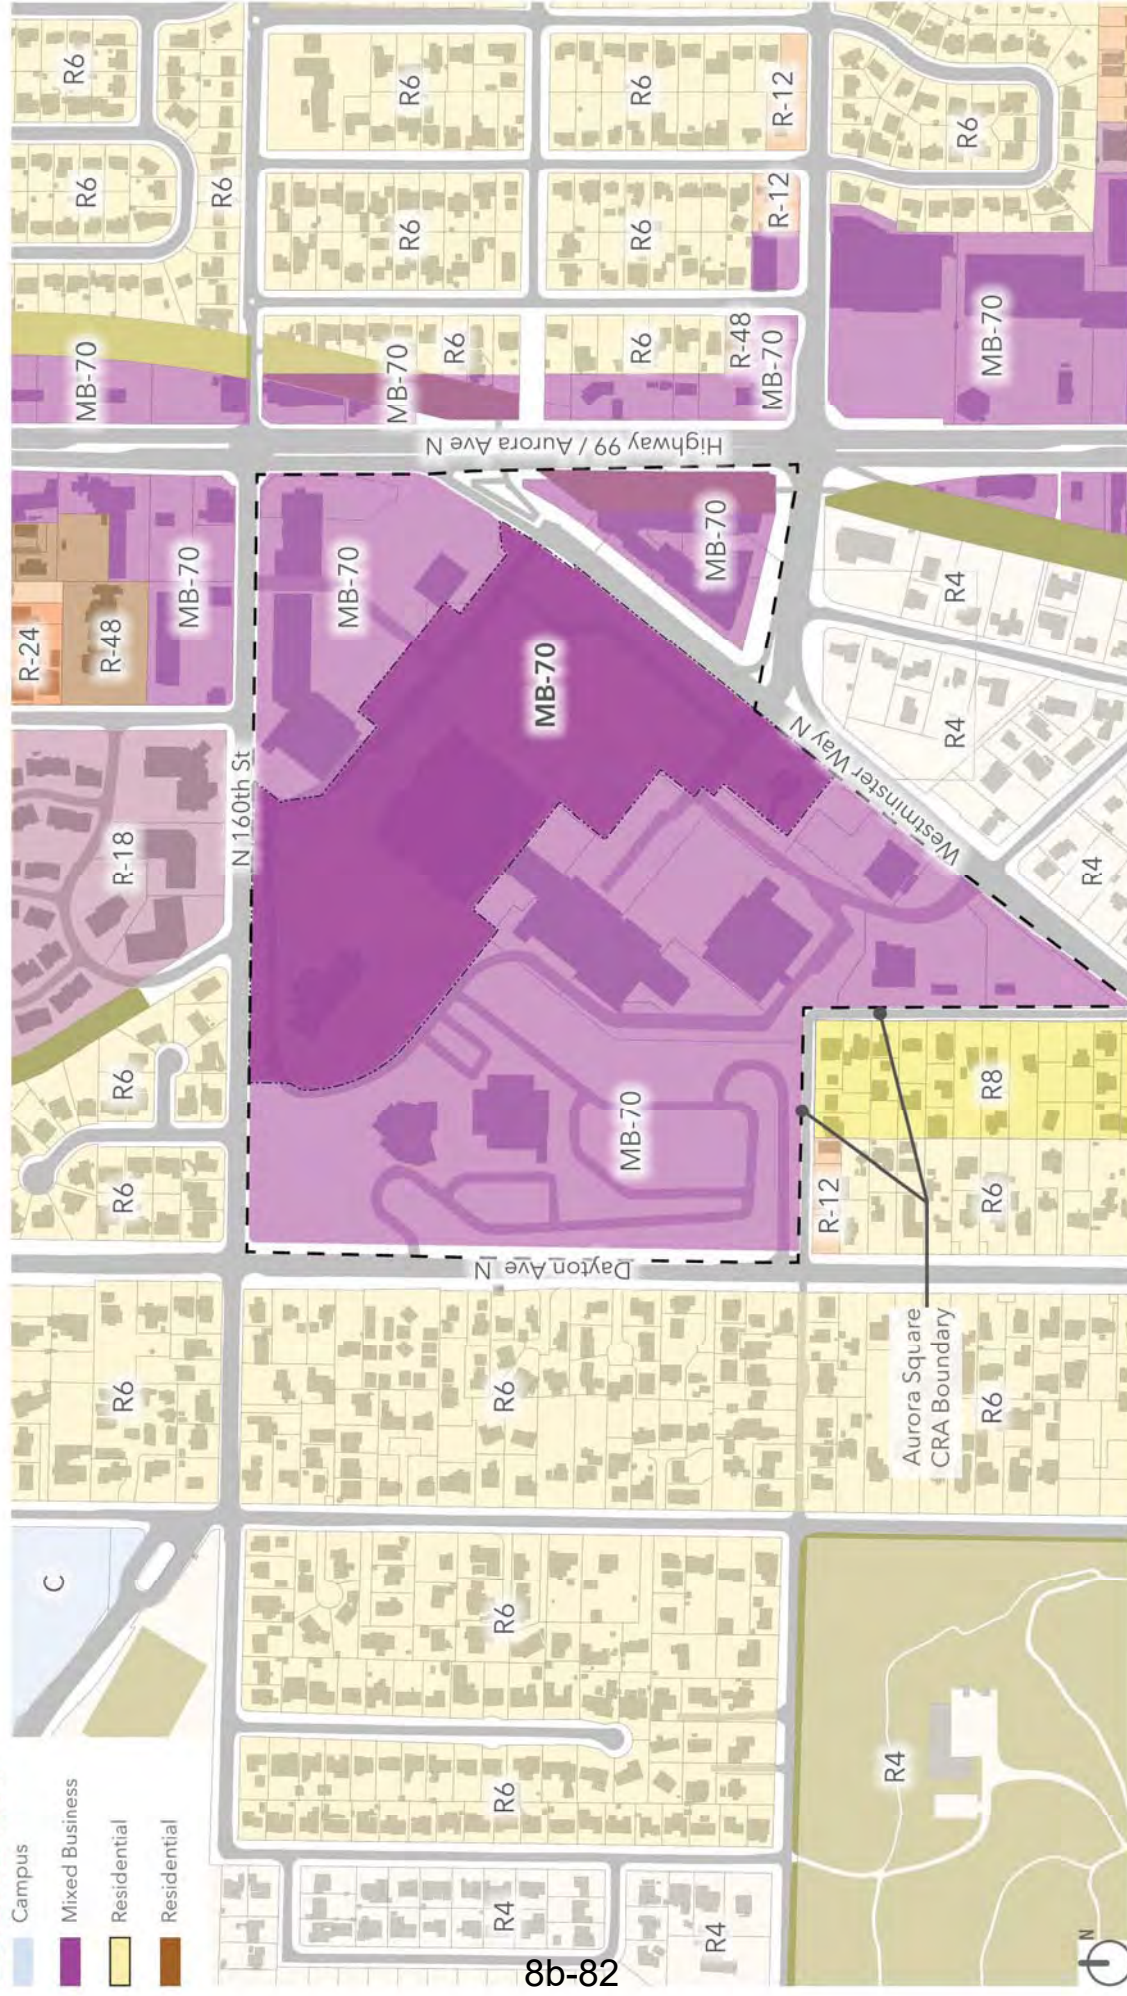 Campus
Mixed Business
Residential
Residential
C
R-24
R6
MB-70
R6
R-48
R6
R6
R6
R-18
MB-70
R6
N 160th St
MB-70
MB-70
R6
R6
Highway 99 / Aurora Ave N
R6
R4
R6
R6
R6
Dayton Ave N
MB-70
MB-70
R6
R6
R6
R4
MB-70
R-48
MB-70
R-12
R-12
R-12
Westminster Way N
R4
Aurora Square
CRA Boundary
R4
R4
R6
R6
R6
R8
MB-70
R4
N
8b-82